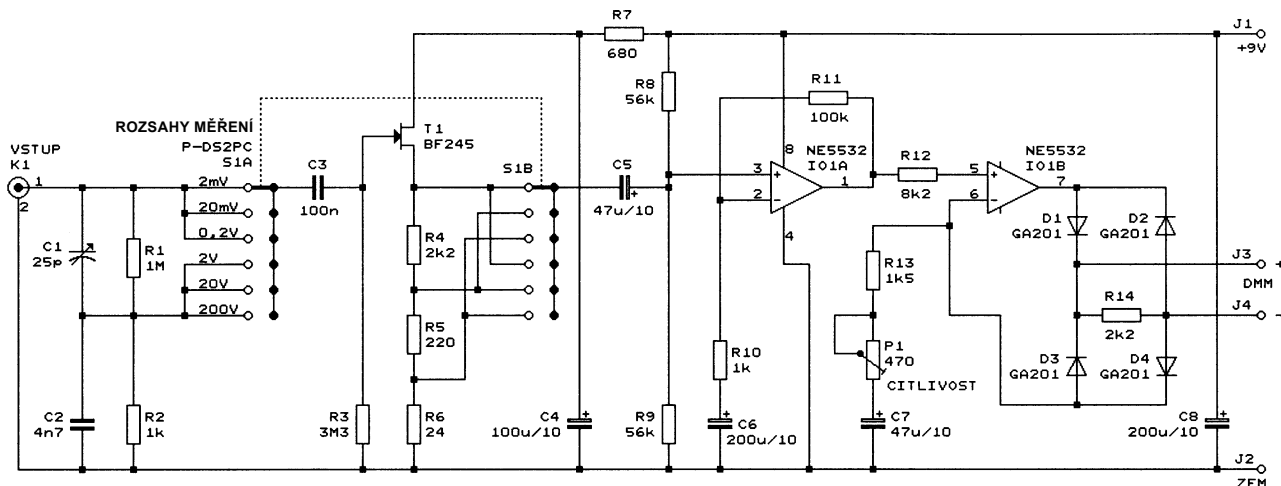 R7
680
J1
+9V
R8
56k
R11
100k
ROZSAHY MĚŘENÍ
P-DS2PC
S1A
T1
BF245
VSTUP
K1
1
2
2mV
20mV
0,2V
2V
20V
200V
C3
100n
S1B
C5
+
47u/10
8
3
+
2
-
1
4
NE5532
IO1A
R12
8k2
NE5532
IO1B
5
+
6
-
7
D1
GA201
D2
GA201
C1
25p
R1
1M
R4
2k2
R13
1k5
J3
+
DMM
J4
-
R14
2k2
R5
220
R10
1k
P1
470
CITLIVOST
D3
GA201
D4
GA201
C2
4n7
R2
1k
R3
3M3
R6
24
C4
+
100u/10
R9
56k
C6
+
200u/10
C7
+
47u/10
C8
+
200u/10
J2
ZEM